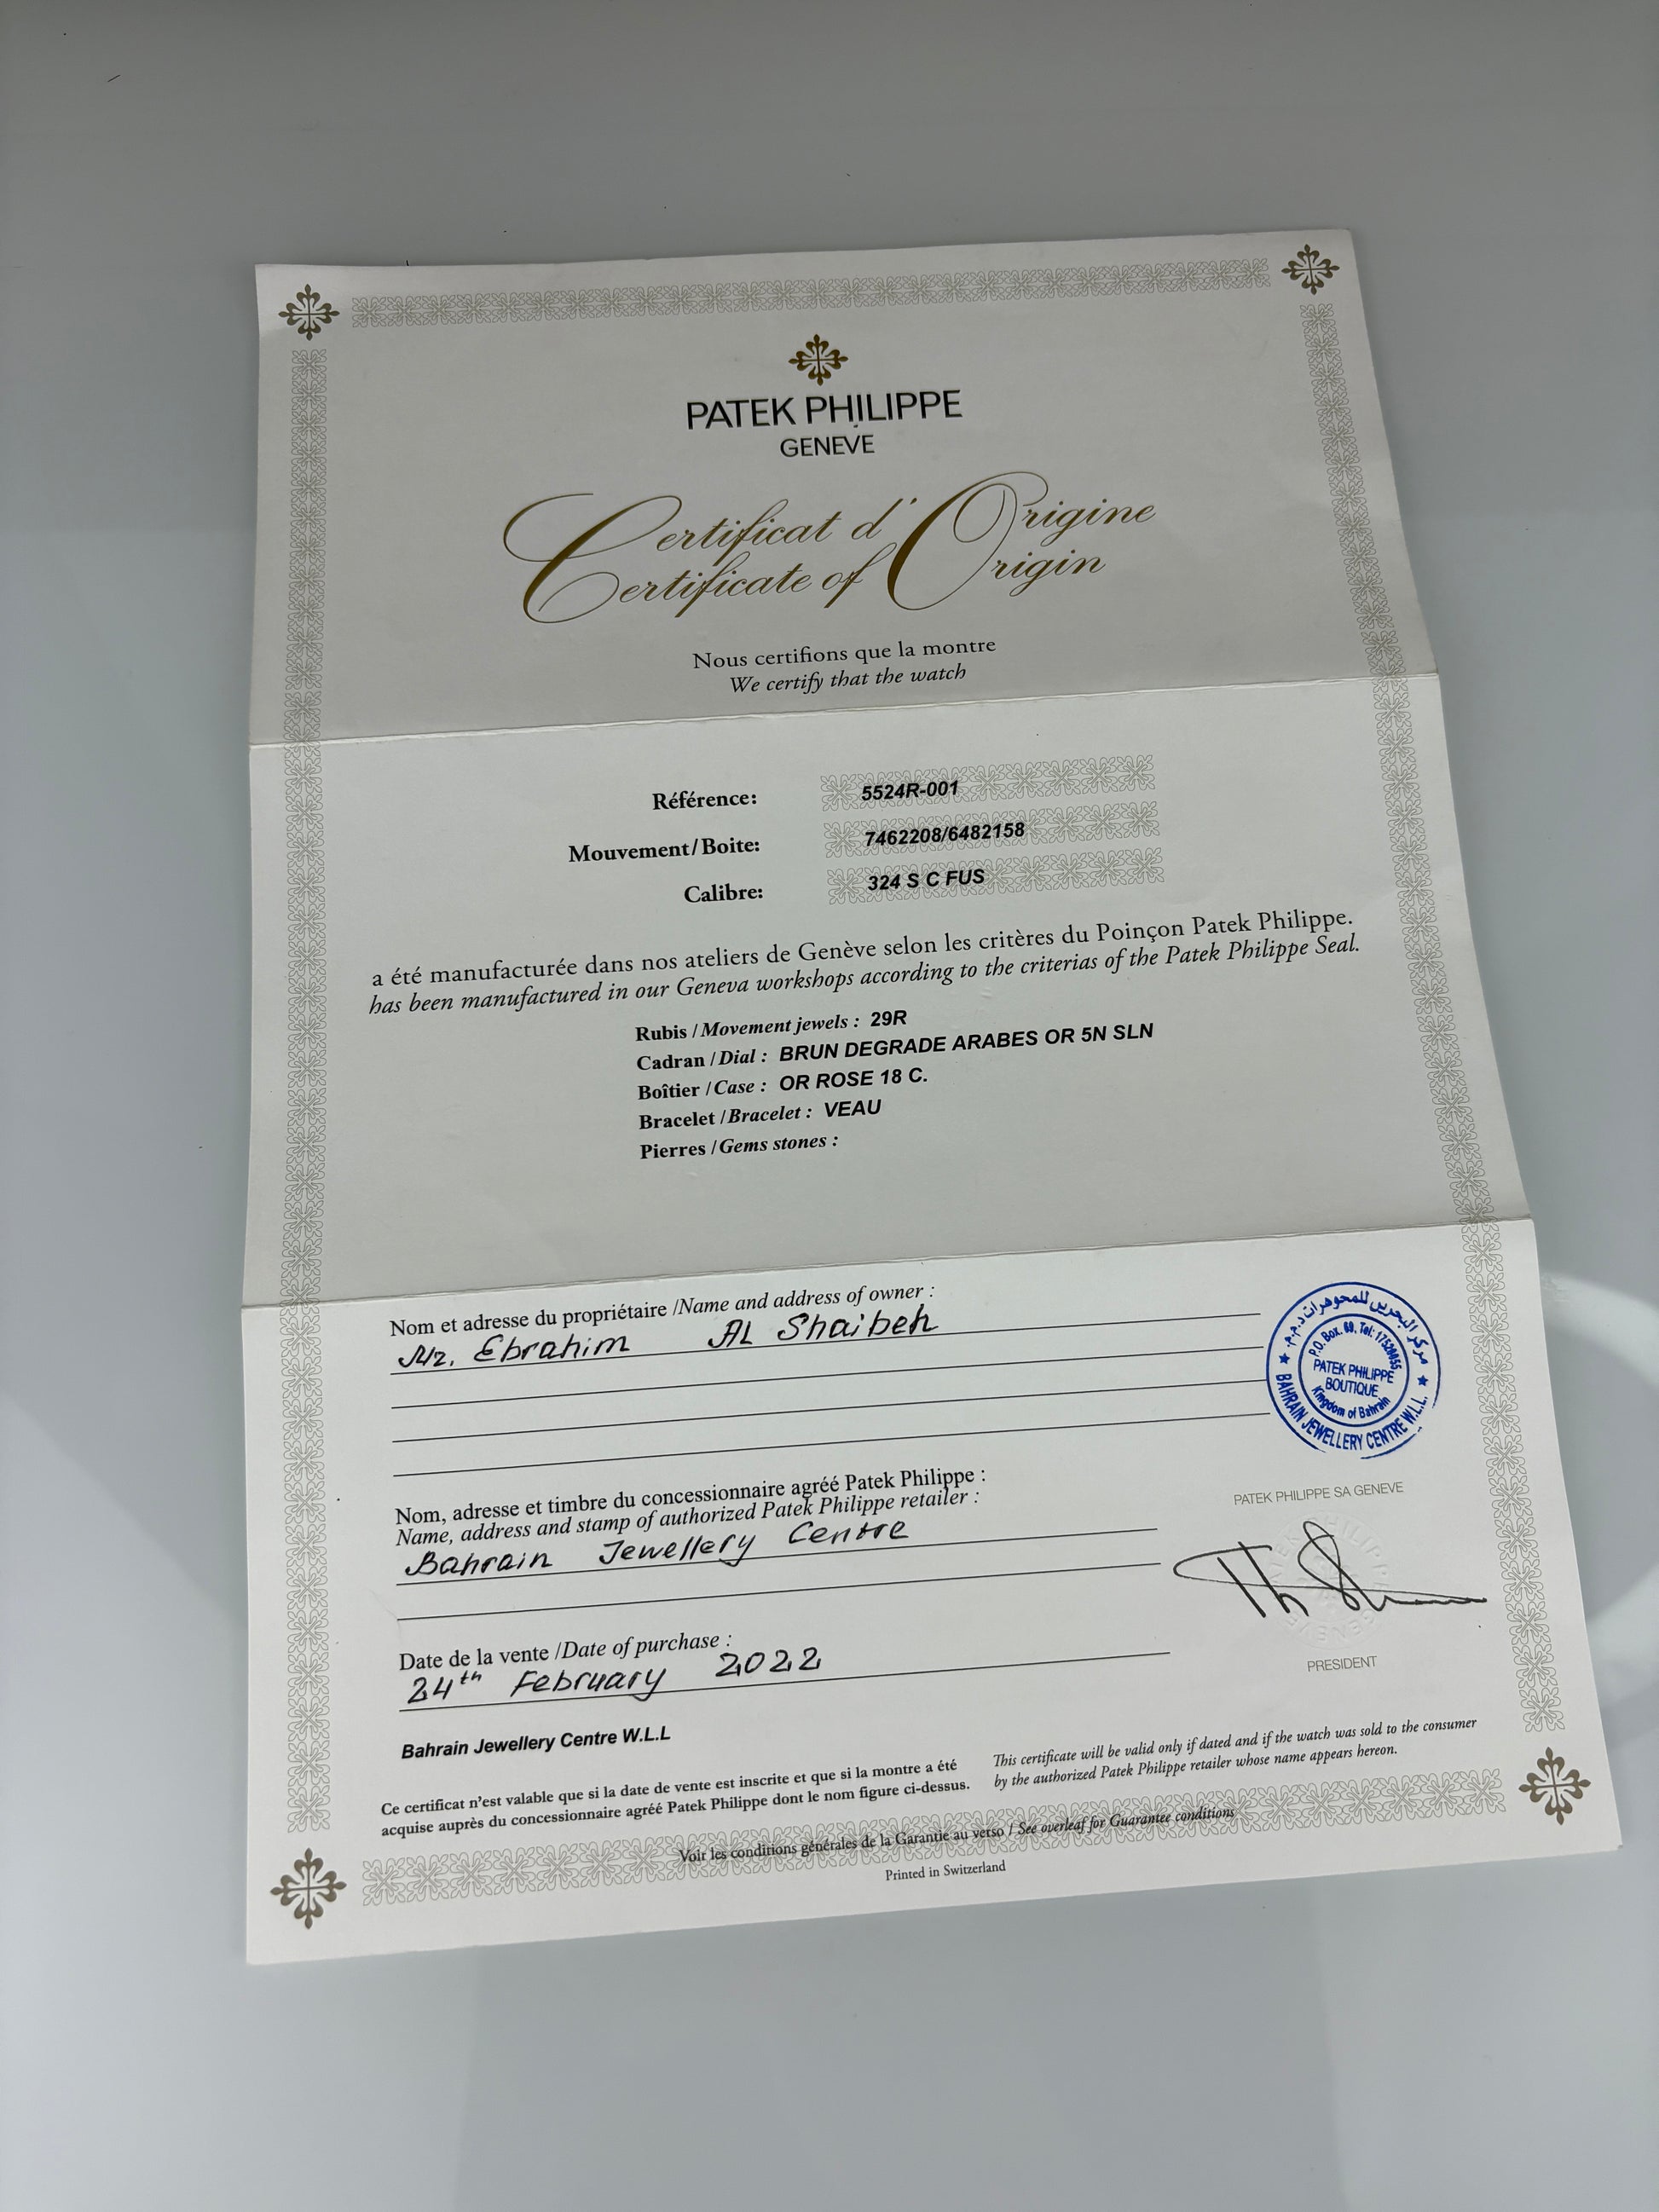 PATEK PHILIPPE
GENÈVE
Certificat d'Origine
Certificate of Origin
Nous certifions que la montre
We certify that the watch
Référence: 5524R-001
Mouvement/Boite: 7462208/6482158
Calibre: 324 S C FUS
a été manufacturée dans nos ateliers de Genève selon les critères du Poinçon Patek Philippe.
has been manufactured in our Geneva workshops according to the criterias of the Patek Philippe Seal.
Rubis / Movement jewels : 29R
Cadran / Dial : BRUN DEGRADE ARABES OR 5N SLN
Boîtier / Case : OR ROSE 18 C.
Bracelet / Bracelet : VEAU
Pierres / Gems stones :
Nom et adresse du propriétaire /Name and address of owner :
Mr. Ebrahim AL Shaibeh
مركز البحرين للمجوهرات ذ.م.م.
P.O. Box. 69, Tel: 17520055
PATEK PHILIPPE
BOUTIQUE
Kingdom of Bahrain
BAHRAIN JEWELLERY CENTRE W.L.L.
Nom, adresse et timbre du concessionnaire agréé Patek Philippe :
Name, address and stamp of authorized Patek Philippe retailer :
Bahrain Jewellery Centre
PATEK PHILIPPE SA GENEVE
PRESIDENT
Date de la vente /Date of purchase :
24th February 2022
Bahrain Jewellery Centre W.L.L
Ce certificat n'est valable que si la date de vente est inscrite et que si la montre a été
acquise auprès du concessionnaire agréé Patek Philippe dont le nom figure ci-dessus.
This certificate will be valid only if dated and if the watch was sold to the consumer
by the authorized Patek Philippe retailer whose name appears hereon.
Voir les conditions générales de la Garantie au verso / See overleaf for Guarantee conditions
Printed in Switzerland